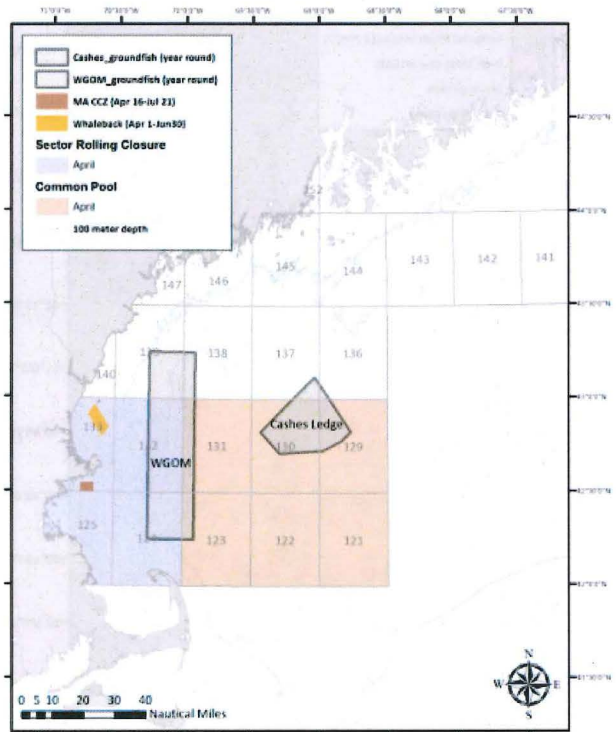 Cashes_groundfish (year round)
WGOM_groundfish (year round)
MA CCZ (Apr 16-Jul 21)
Whaleback (Apr 1-Jun30)
Sector Rolling Closure
April
Common Pool
April
100 meter depth
152
147 146 145 144 143 142 141
138 137 136
140
131 130 129
Cashes Ledge
WGOM
125 123 122 121
0 5 10 20 30 40
Nautical Miles
N
W E
S